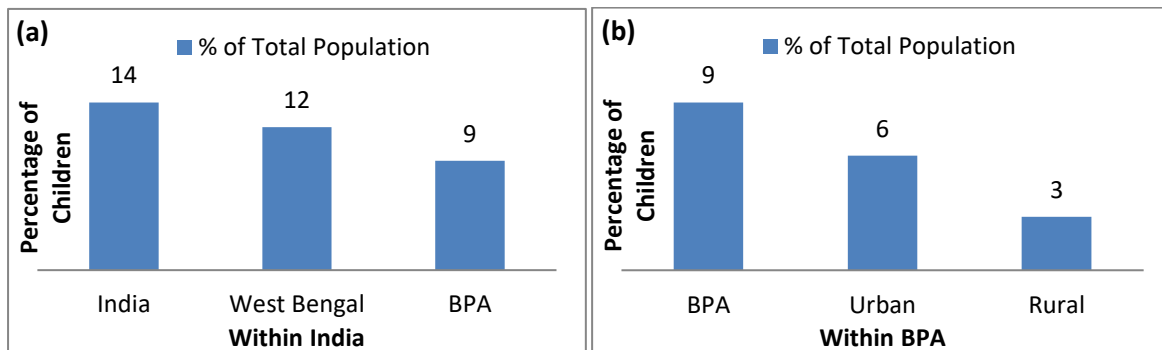 (a)
% of Total Population
14
12
9
Percentage of
Children
India
West Bengal
BPA
Within India
(b)
% of Total Population
9
6
3
Percentage of
Children
BPA
Urban
Rural
Within BPA